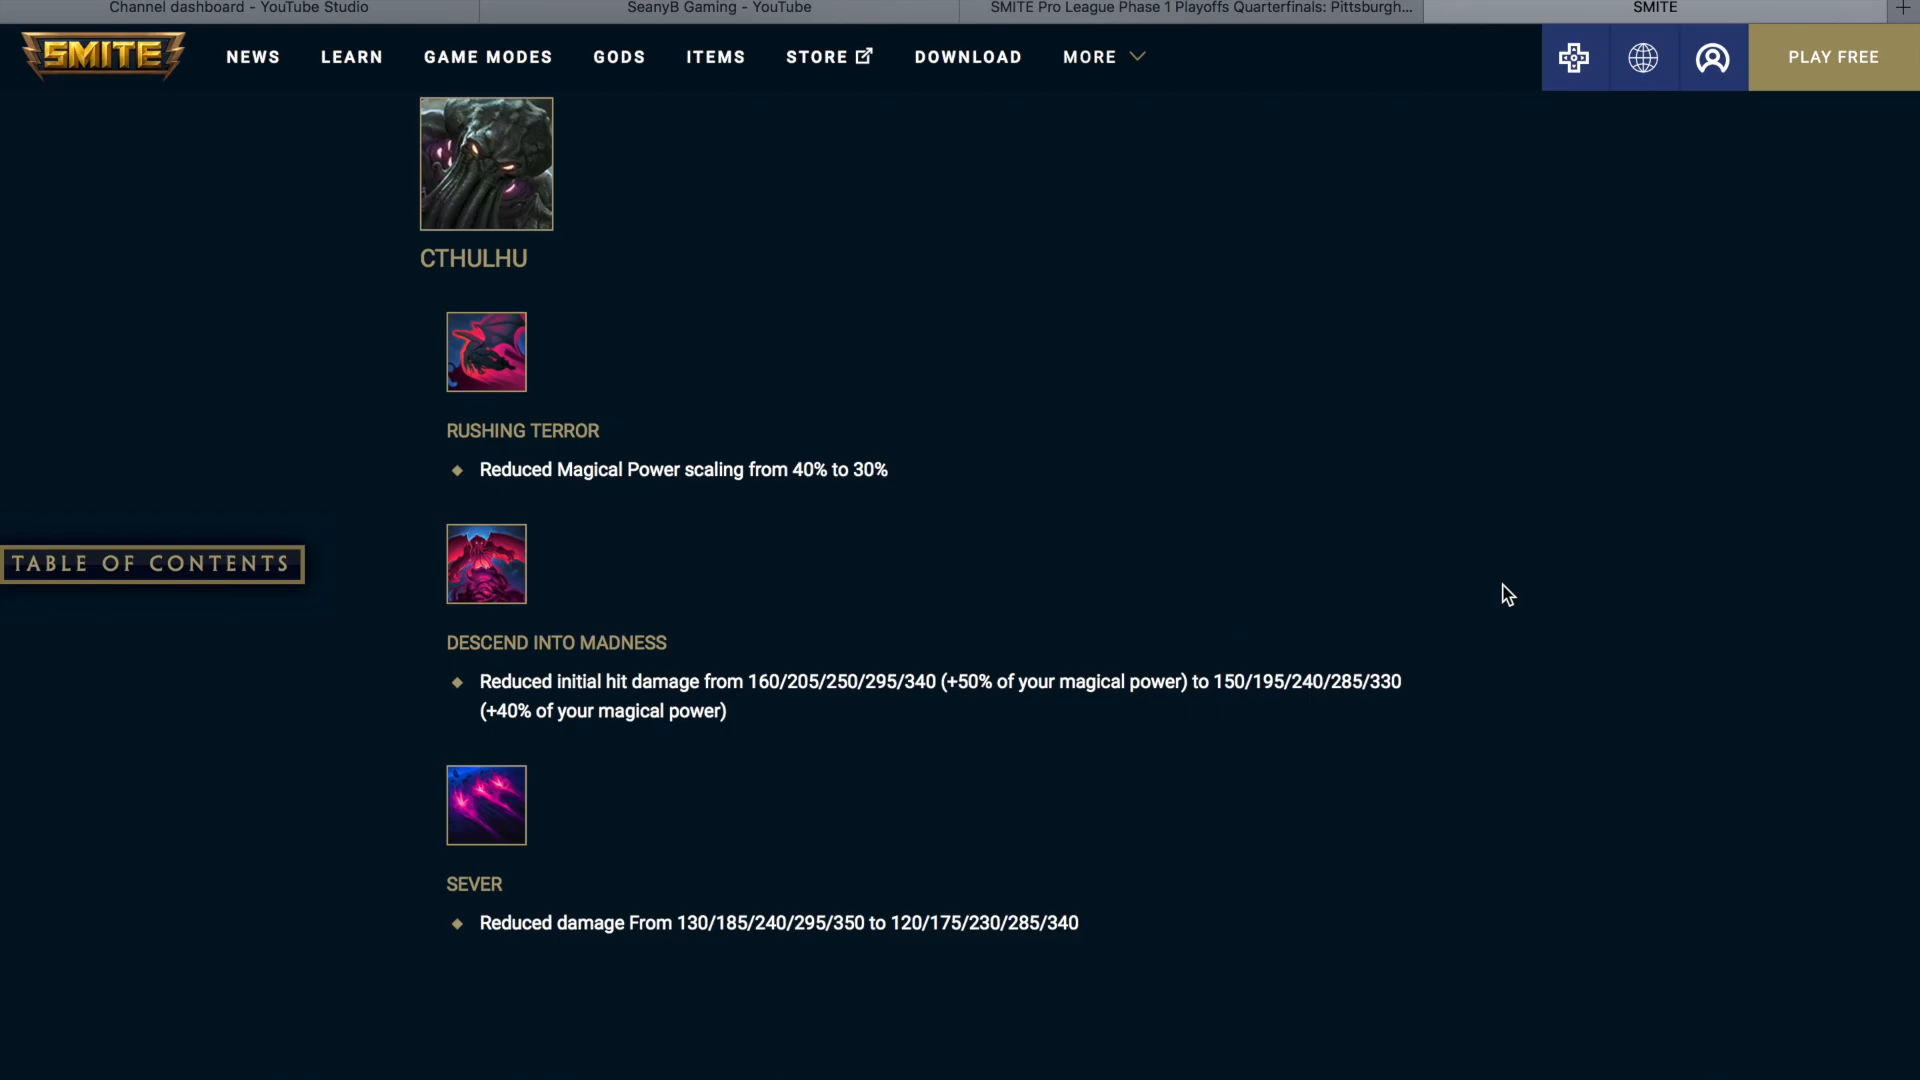 Channel dashboard - YouTube Studio
SeanyB Gaming - YouTube
SMITE Pro League Phase 1 Playoffs Quarterfinals: Pittsburgh...
SMITE
SMITE NEWS LEARN GAME MODES GODS ITEMS STORE DOWNLOAD MORE PLAY FREE
CTHULHU
RUSHING TERROR
Reduced Magical Power scaling from 40% to 30%
TABLE OF CONTENTS
DESCEND INTO MADNESS
Reduced initial hit damage from 160/205/250/295/340 (+50% of your magical power) to 150/195/240/285/330
(+40% of your magical power)
SEVER
Reduced damage From 130/185/240/295/350 to 120/175/230/285/340